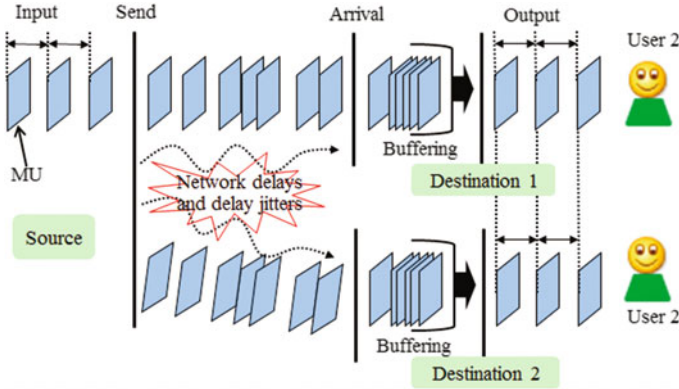 Input
Send
Arrival
Output
User 2
MU
Buffering
Network delays
and delay jitters
Destination 1
Source
User 2
Buffering
Destination 2